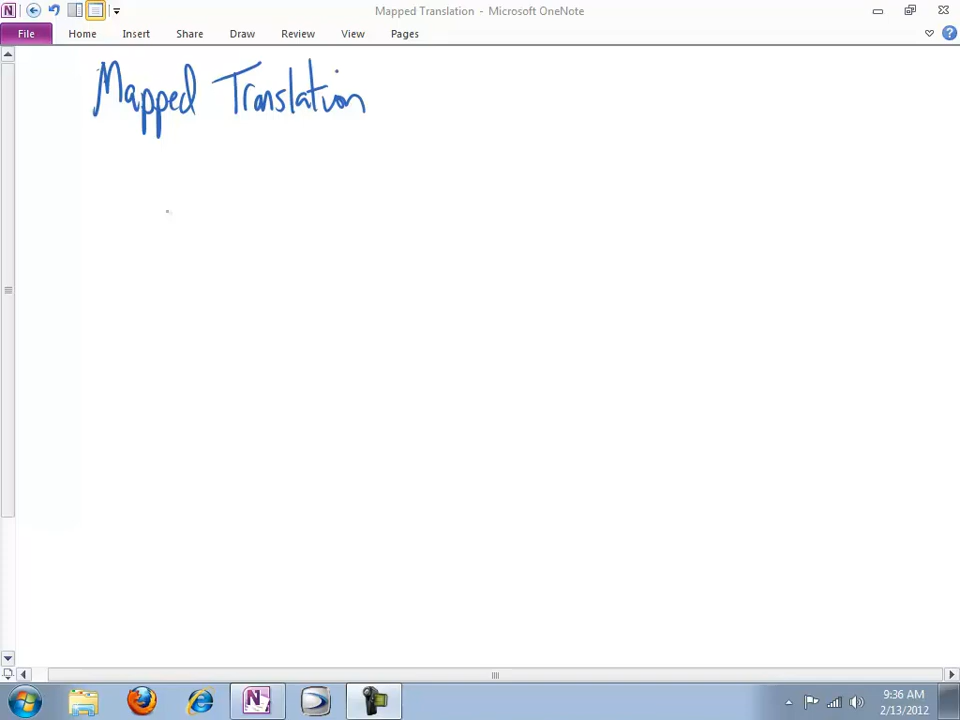 Mapped Translation - Microsoft OneNote
File Home Insert Share Draw Review View Pages
Mapped Translation
9:36 AM
2/13/2012